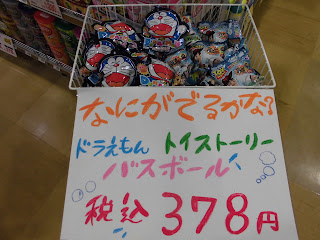 なにがでるかな?
ドラえもん トイストーリー
バスボール
税込 378円